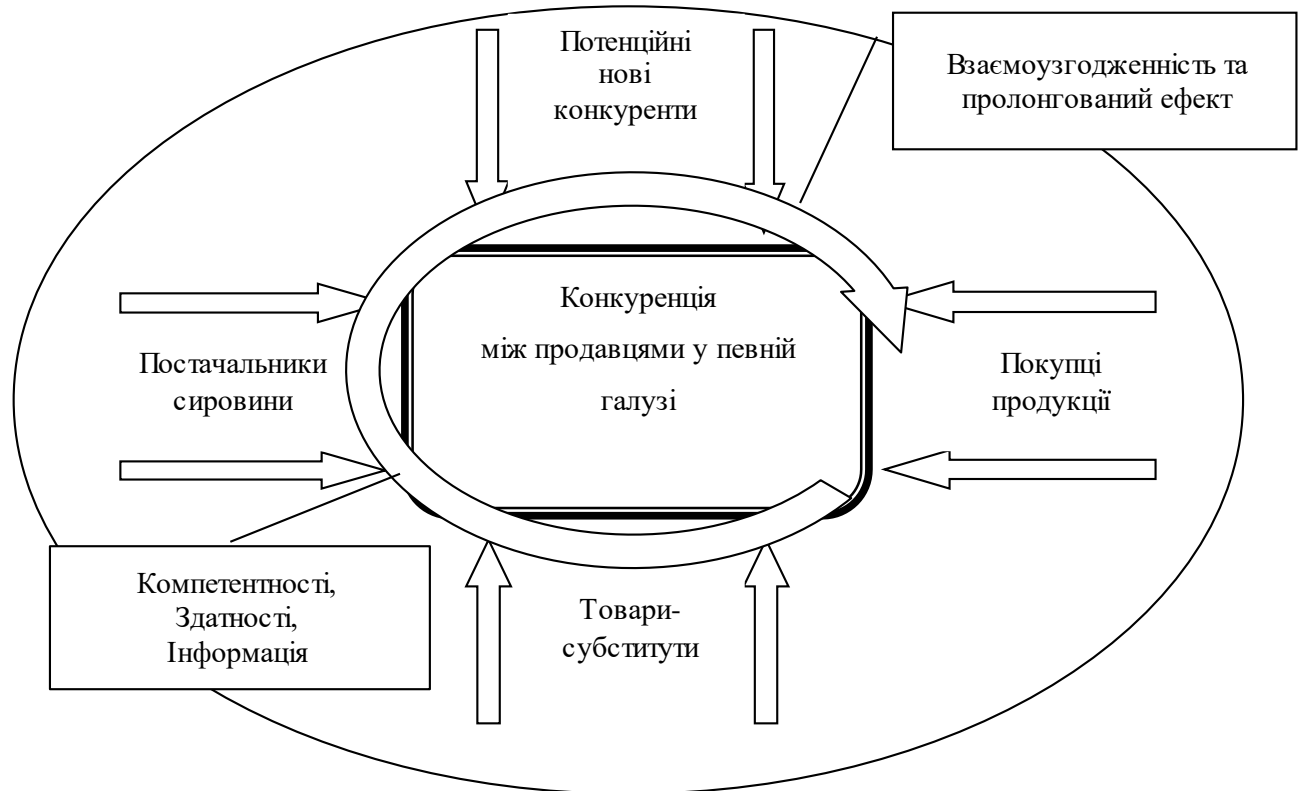 Потенційні
нові
конкуренти
Взаємоузгодженність та
пролонгований ефект
Конкуренція
між продавцями у певній
галузі
Постачальники
сировини
Покупці
продукції
Компетентності,
Здатності,
Інформація
Товари-
субститути